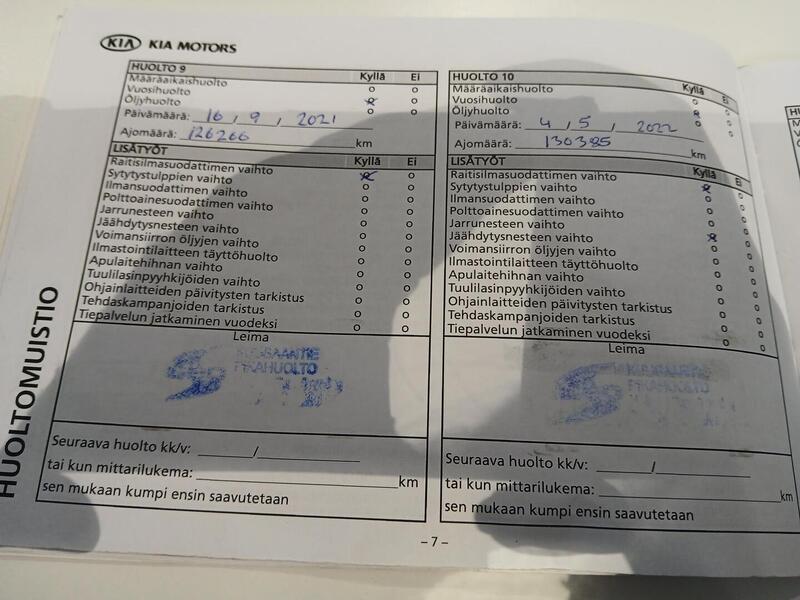 KIA KIA MOTORS
HUOLTO 9 Kyllä Ei
Määräaikaishuolto
Vuosihuolto
Öljyhuolto
Päivämäärä: 16 , 9 , 2021
Ajomäärä: 126266 km
LISÄTYÖT Kyllä Ei
Raitisilmasuodattimen vaihto
Sytytystulppien vaihto
Ilmansuodattimen vaihto
Polttoainesuodattimen vaihto
Jarrunesteen vaihto
Jäähdytysnesteen vaihto
Voimansiirron öljyjen vaihto
Ilmastointilaitteen täyttöhuolto
Apulaitehihnan vaihto
Tuulilasinpyyhkijöiden vaihto
Ohjainlaitteiden päivitysten tarkistus
Tehdaskampanjoiden tarkistus
Tiepalvelun jatkaminen vuodeksi
Leima
PIKAHUOLTO
Seuraava huolto kk/v: /
tai kun mittarilukema: km
sen mukaan kumpi ensin saavutetaan
HUOLTO 10 Kyllä Ei
Määräaikaishuolto
Vuosihuolto
Öljyhuolto
Päivämäärä: 4 , 5 , 2022
Ajomäärä: 130385 km
LISÄTYÖT Kyllä Ei
Raitisilmasuodattimen vaihto
Sytytystulppien vaihto
Ilmansuodattimen vaihto
Polttoainesuodattimen vaihto
Jarrunesteen vaihto
Jäähdytysnesteen vaihto
Voimansiirron öljyjen vaihto
Ilmastointilaitteen täyttöhuolto
Apulaitehihnan vaihto
Tuulilasinpyyhkijöiden vaihto
Ohjainlaitteiden päivitysten tarkistus
Tehdaskampanjoiden tarkistus
Tiepalvelun jatkaminen vuodeksi
Leima
PIKAHUOLTO
Seuraava huolto kk/v: /
tai kun mittarilukema: km
sen mukaan kumpi ensin saavutetaan
HUOLTOMUISTIO
– 7 –